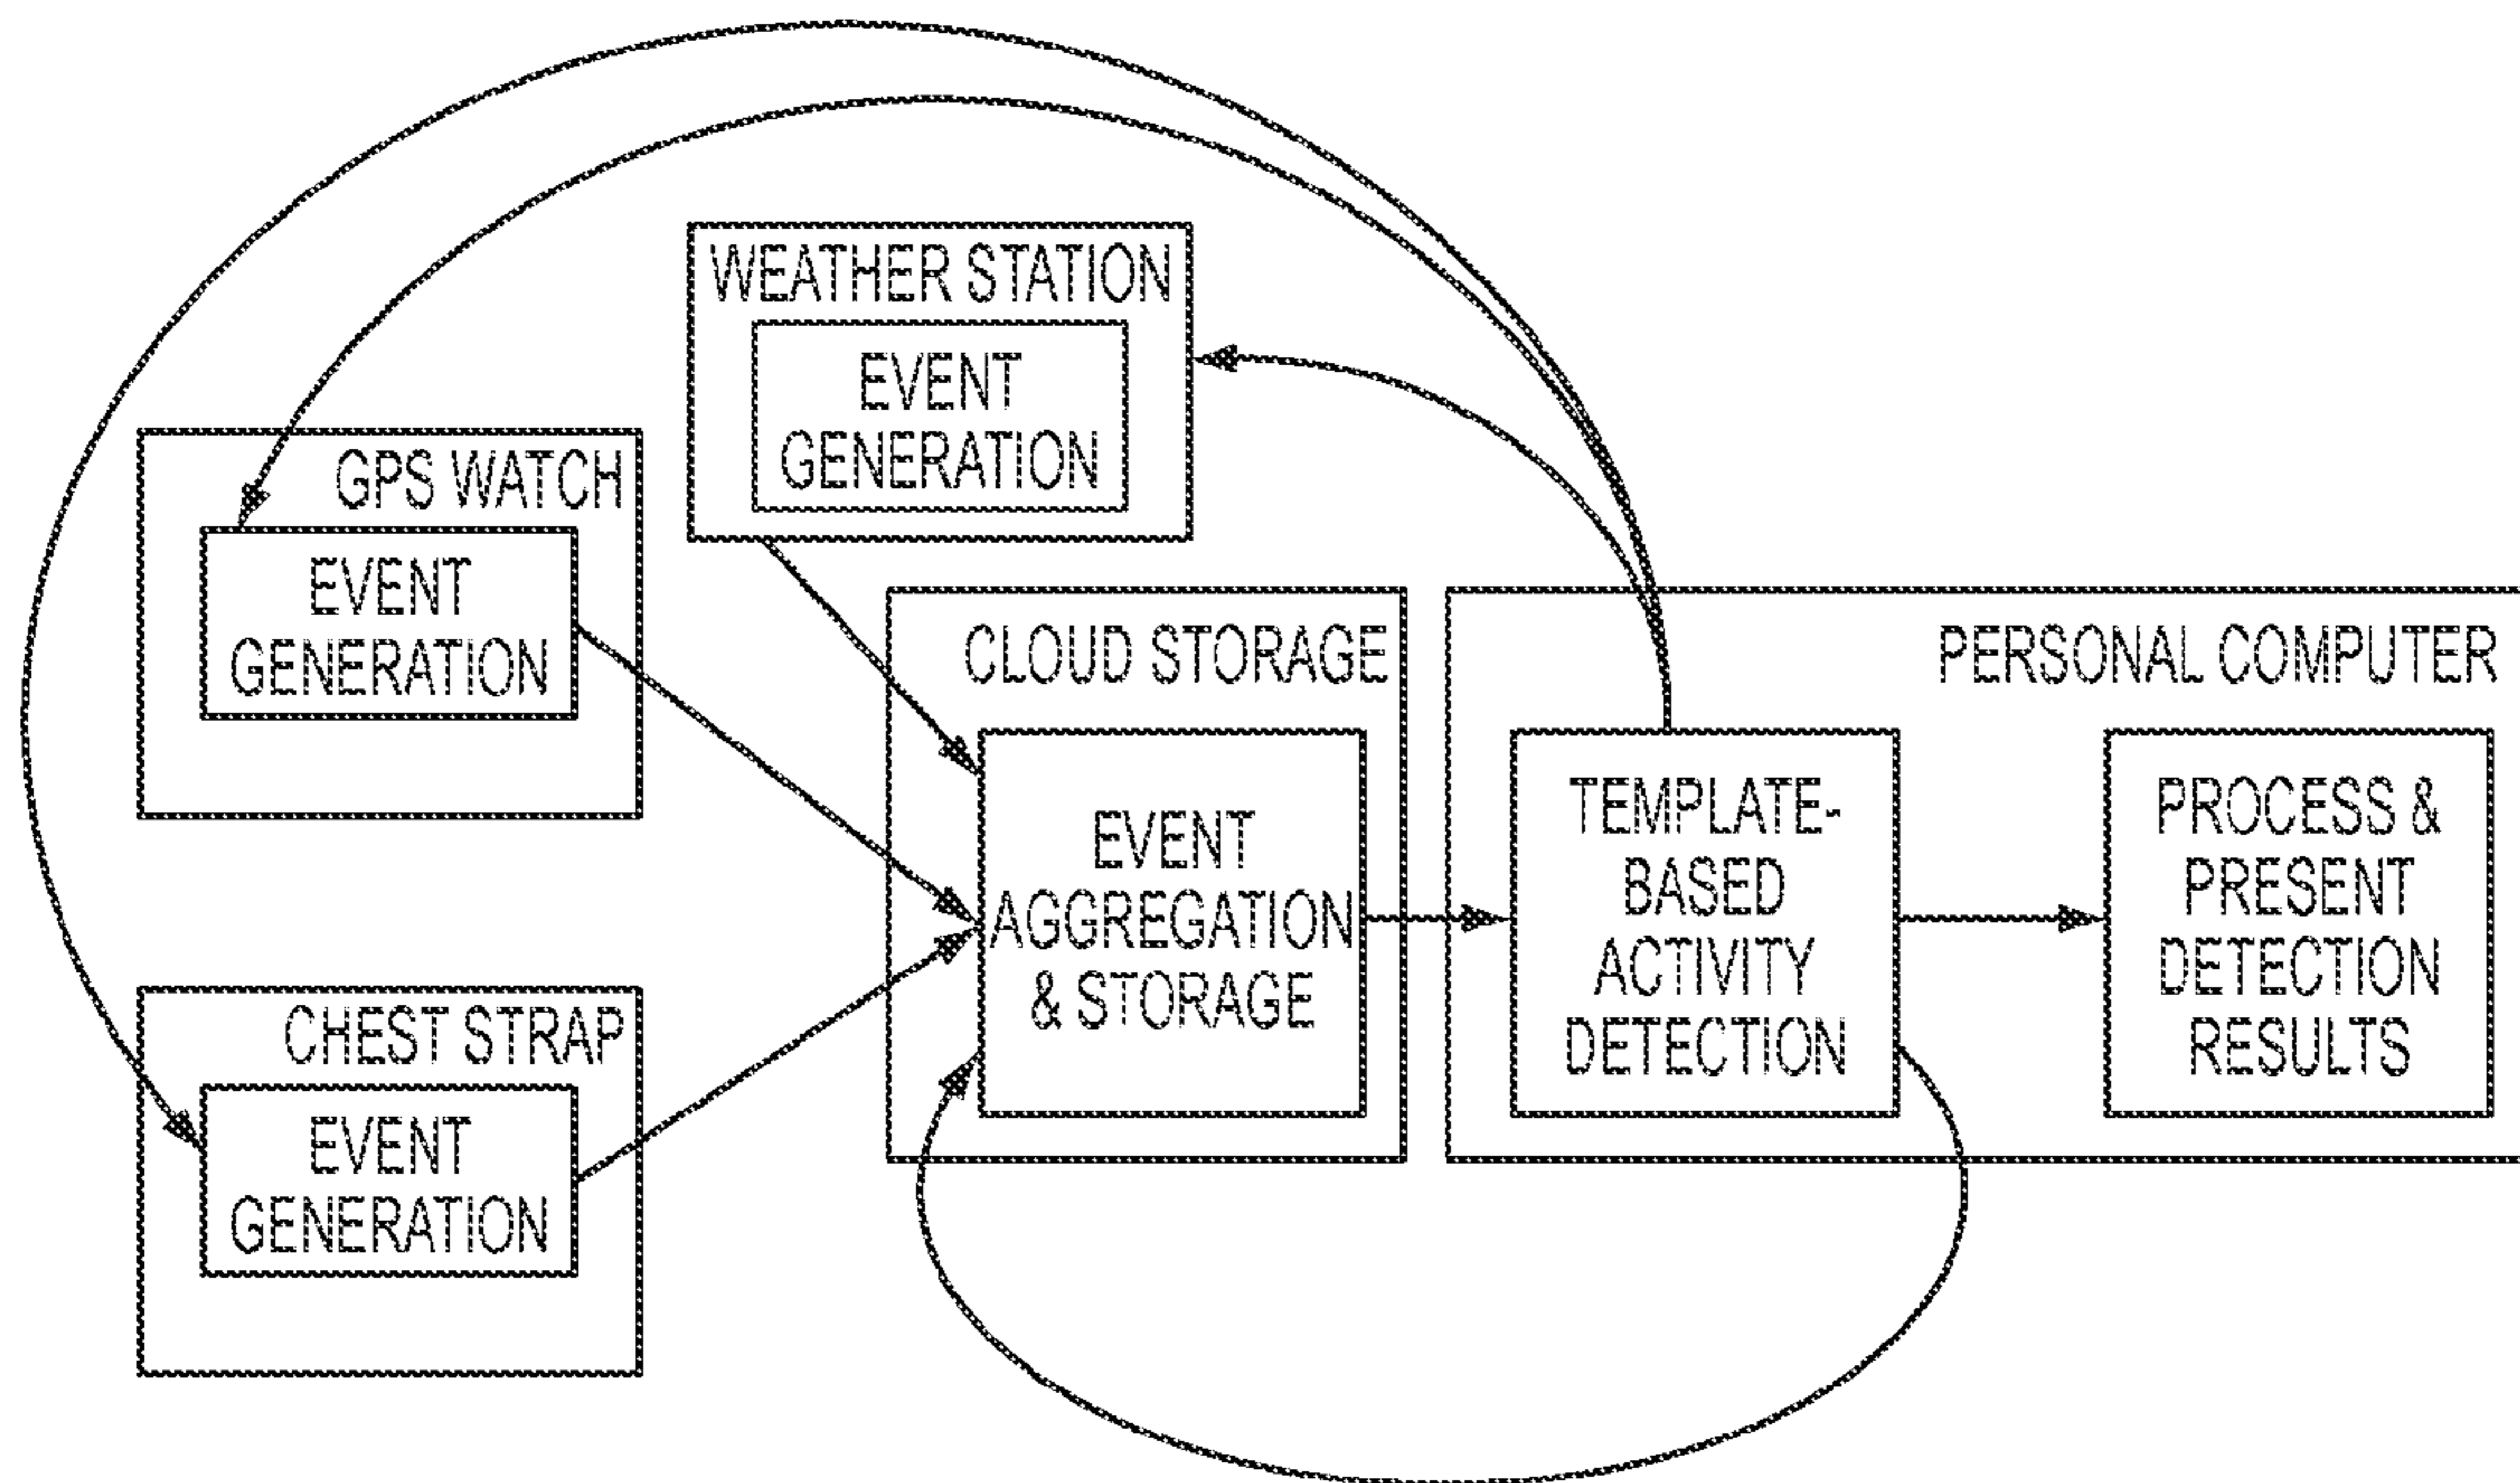 WEATHER STATION
EVENT
GENERATION
GPS WATCH
EVENT
GENERATION
CLOUD STORAGE
EVENT
AGGREGATION
& STORAGE
PERSONAL COMPUTER
TEMPLATE-
BASED
ACTIVITY
DETECTION
PROCESS &
PRESENT
DETECTION
RESULTS
CHEST STRAP
EVENT
GENERATION